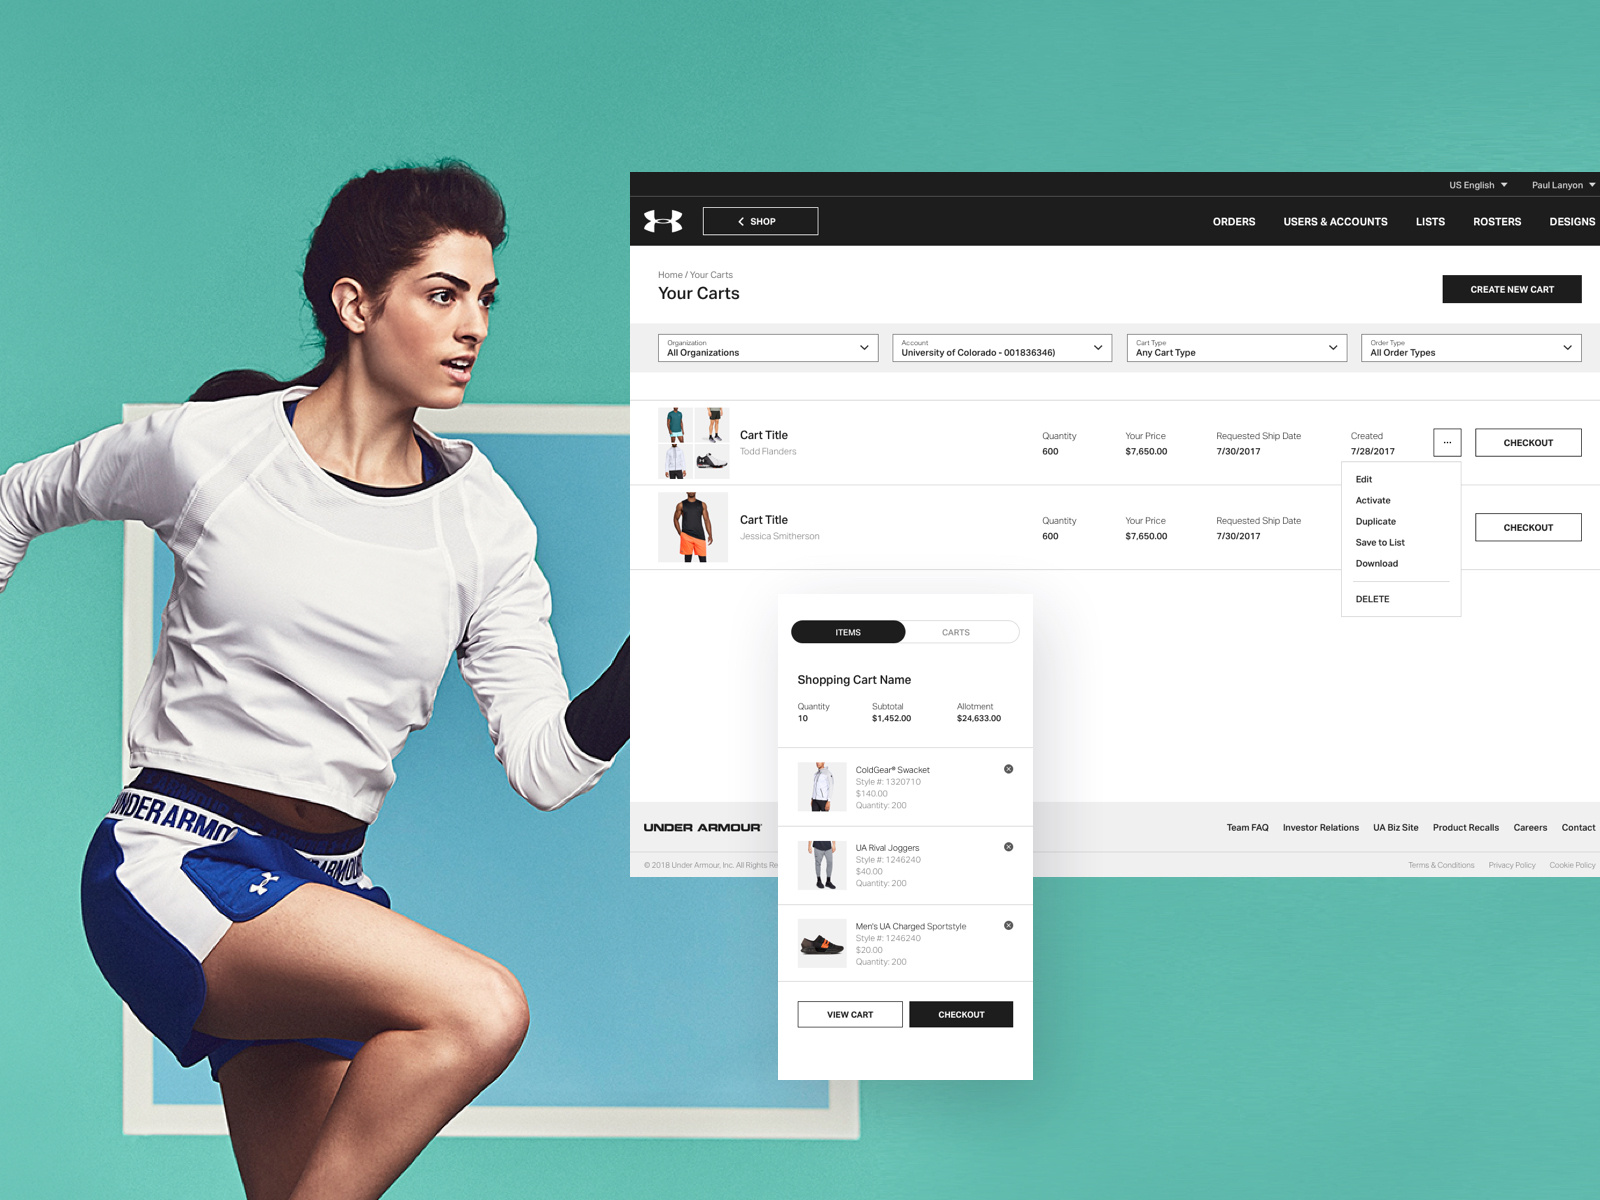 US English
Paul Lanyon
SHOP
ORDERS
USERS & ACCOUNTS
LISTS
ROSTERS
DESIGNS
Home / Your Carts
Your Carts
CREATE NEW CART
Organization
All Organizations
Account
University of Colorado - 001836346)
Cart Type
Any Cart Type
Order Type
All Order Types
Cart Title
Todd Flanders
Quantity
600
Your Price
$7,650.00
Requested Ship Date
7/30/2017
Created
7/28/2017
...
CHECKOUT
Edit
Activate
Duplicate
Save to List
Download
DELETE
Cart Title
Jessica Smitherson
Quantity
600
Your Price
$7,650.00
Requested Ship Date
7/30/2017
CHECKOUT
ITEMS
CARTS
Shopping Cart Name
Quantity
10
Subtotal
$1,452.00
Allotment
$24,633.00
ColdGear® Swacket
Style #: 1320710
$140.00
Quantity: 200
UA Rival Joggers
Style #: 1246240
$40.00
Quantity: 200
Men's UA Charged Sportstyle
Style #: 1246240
$20.00
Quantity: 200
VIEW CART
CHECKOUT
UNDER ARMOUR
Team FAQ
Investor Relations
UA Biz Site
Product Recalls
Careers
Contact
© 2018 Under Armour, Inc. All Rights Re
Terms & Conditions
Privacy Policy
Cookie Policy
UNDER ARMO
ARMOU